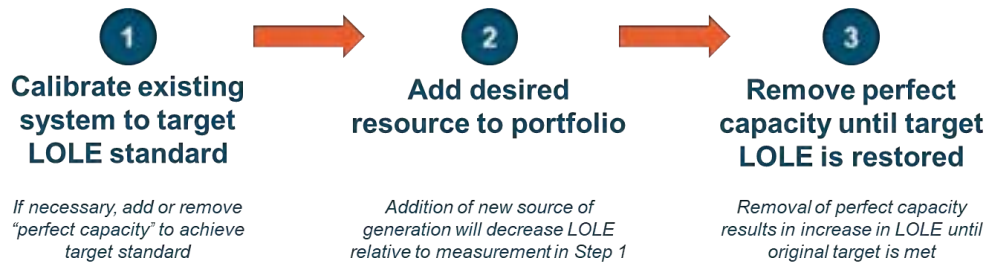 1
Calibrate existing
system to target
LOLE standard
If necessary, add or remove
“perfect capacity” to achieve
target standard
2
Add desired
resource to portfolio
Addition of new source of
generation will decrease LOLE
relative to measurement in Step 1
3
Remove perfect
capacity until target
LOLE is restored
Removal of perfect capacity
results in increase in LOLE until
original target is met